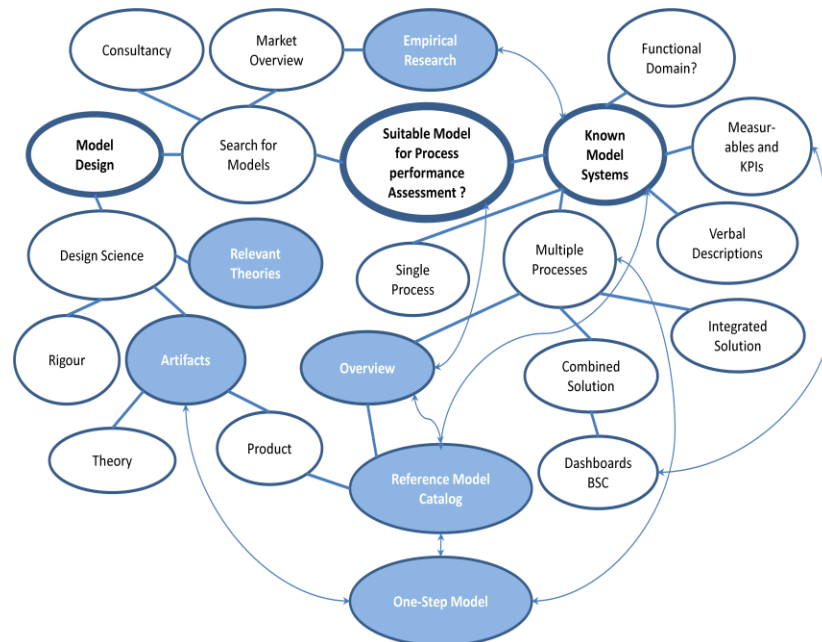 Consultancy
Market
Overview
Empirical
Research
Functional
Domain?
Model
Design
Search for
Models
Suitable Model
for Process
performance
Assessment ?
Known
Model
Systems
Measur-
ables and
KPIs
Design Science
Relevant
Theories
Single
Process
Multiple
Processes
Verbal
Descriptions
Rigour
Artifacts
Overview
Combined
Solution
Integrated
Solution
Theory
Product
Reference Model
Catalog
Dashboards
BSC
One-Step Model